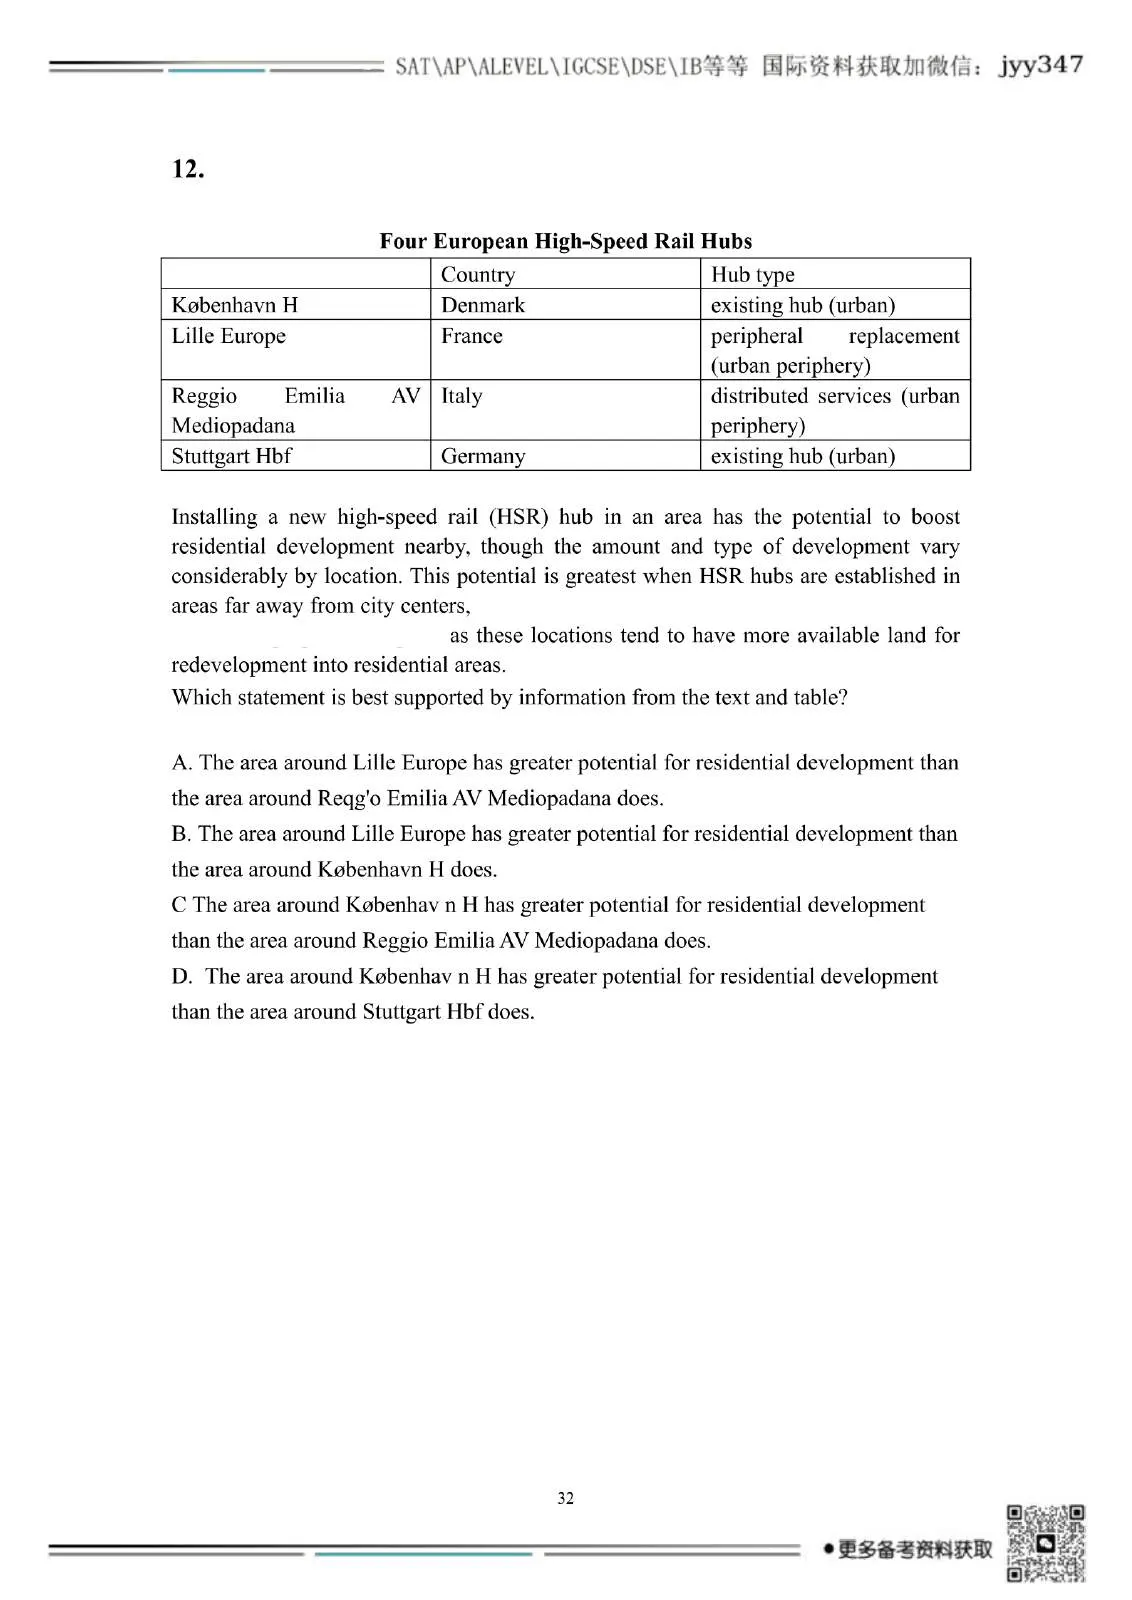 SAT\AP\ALEVEL\IGCSE\DSE\IB等等 国际资料获取加微信： jyy347
12.
Four European High-Speed Rail Hubs
Country Hub type
København H Denmark existing hub (urban)
Lille Europe France peripheral replacement (urban periphery)
Reggio Emilia AV Mediopadana Italy distributed services (urban periphery)
Stuttgart Hbf Germany existing hub (urban)
Installing a new high-speed rail (HSR) hub in an area has the potential to boost
residential development nearby, though the amount and type of development vary
considerably by location. This potential is greatest when HSR hubs are established in
areas far away from city centers,
as these locations tend to have more available land for
redevelopment into residential areas.
Which statement is best supported by information from the text and table?
A. The area around Lille Europe has greater potential for residential development than
the area around Reqg'o Emilia AV Mediopadana does.
B. The area around Lille Europe has greater potential for residential development than
the area around København H does.
C The area around Københav n H has greater potential for residential development
than the area around Reggio Emilia AV Mediopadana does.
D. The area around Københav n H has greater potential for residential development
than the area around Stuttgart Hbf does.
32
●更多备考资料获取